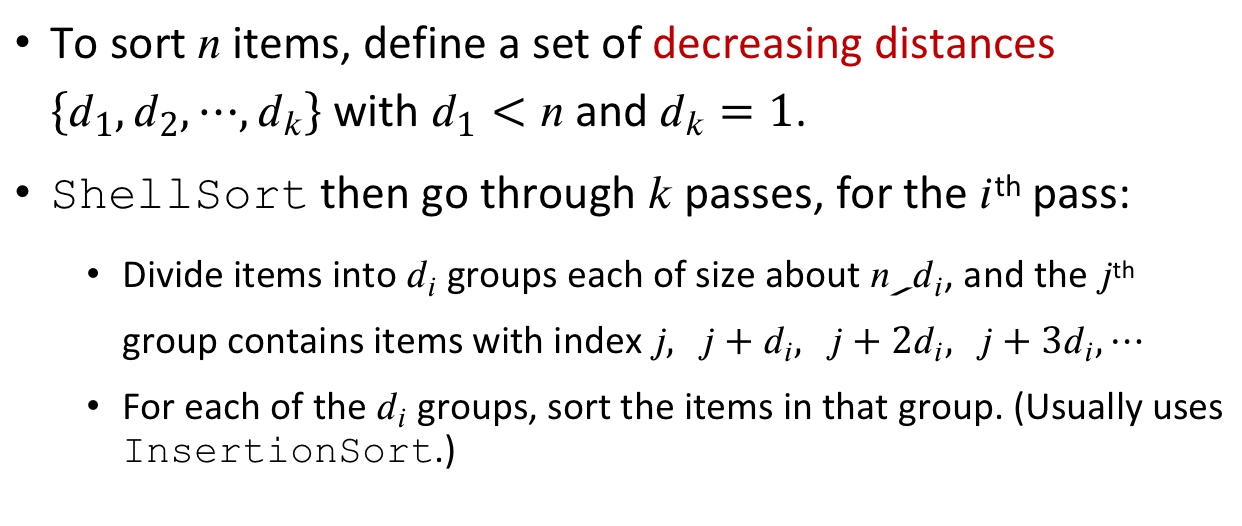 • To sort n items, define a set of decreasing distances
{d₁, d₂, ⋯, dₖ} with d₁ < n and dₖ = 1.
• ShellSort then go through k passes, for the iᵗʰ pass:
• Divide items into dᵢ groups each of size about n⁄dᵢ, and the jᵗʰ
group contains items with index j, j + dᵢ, j + 2dᵢ, j + 3dᵢ, ⋯
• For each of the dᵢ groups, sort the items in that group. (Usually uses
InsertionSort.)